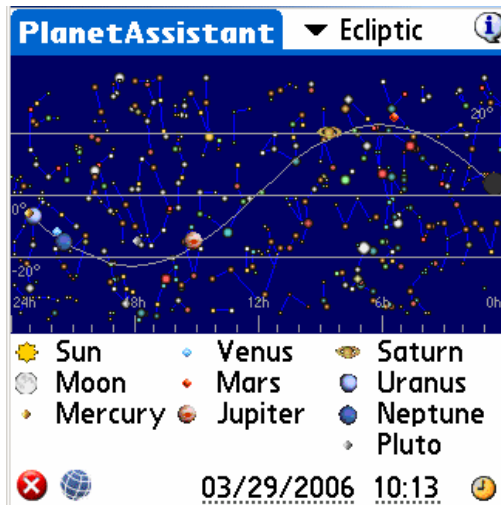 PlanetAssistant Ecliptic
20°
0°
-20°
24h 18h 12h 6h 0h
Sun Venus Saturn
Moon Mars Uranus
Mercury Jupiter Neptune
Pluto
03/29/2006 10:13